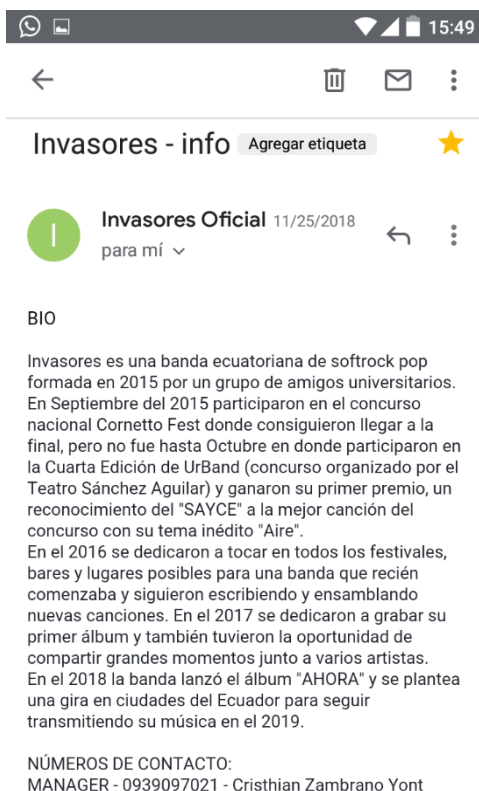 15:49
Invasores - info Agregar etiqueta
I Invasores Oficial 11/25/2018
para mí
BIO
Invasores es una banda ecuatoriana de softrock pop
formada en 2015 por un grupo de amigos universitarios.
En Septiembre del 2015 participaron en el concurso
nacional Cornetto Fest donde consiguieron llegar a la
final, pero no fue hasta Octubre en donde participaron en
la Cuarta Edición de UrBand (concurso organizado por el
Teatro Sánchez Aguilar) y ganaron su primer premio, un
reconocimiento del "SAYCE" a la mejor canción del
concurso con su tema inédito "Aire".
En el 2016 se dedicaron a tocar en todos los festivales,
bares y lugares posibles para una banda que recién
comenzaba y siguieron escribiendo y ensamblando
nuevas canciones. En el 2017 se dedicaron a grabar su
primer álbum y también tuvieron la oportunidad de
compartir grandes momentos junto a varios artistas.
En el 2018 la banda lanzó el álbum "AHORA" y se plantea
una gira en ciudades del Ecuador para seguir
transmitiendo su música en el 2019.
NÚMEROS DE CONTACTO:
MANAGER - 0939097021 - Cristhian Zambrano Yont